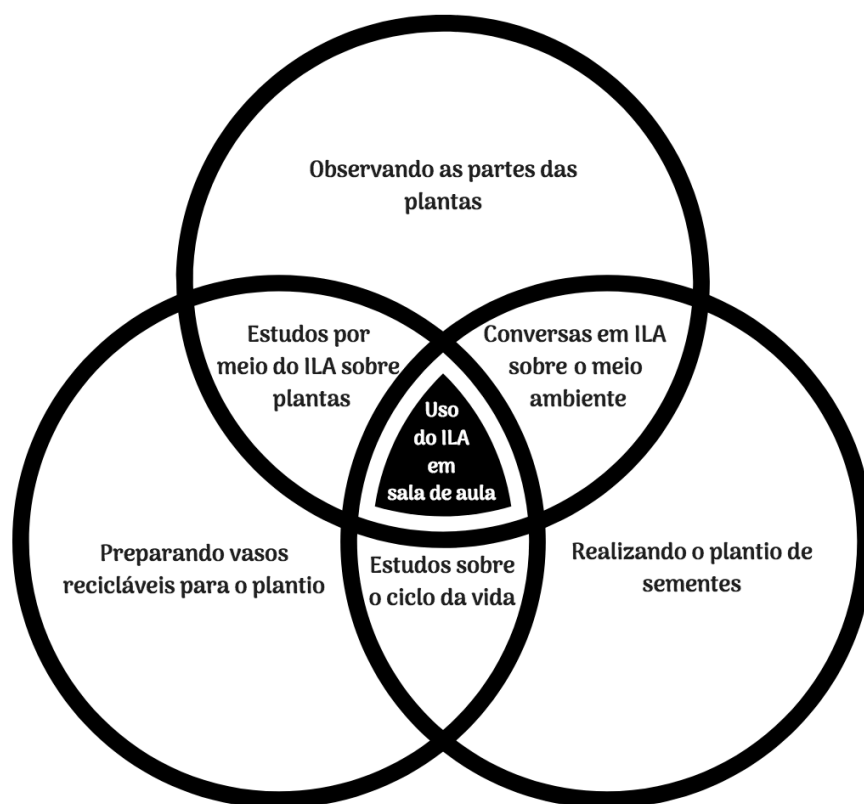 Observando as partes das
plantas
Estudos por
meio do ILA sobre
plantas
Conversas em ILA
sobre o meio
ambiente
Uso
do ILA
em
sala de aula
Preparando vasos
recicláveis para o plantio
Estudos sobre
o ciclo da vida
Realizando o plantio de
sementes